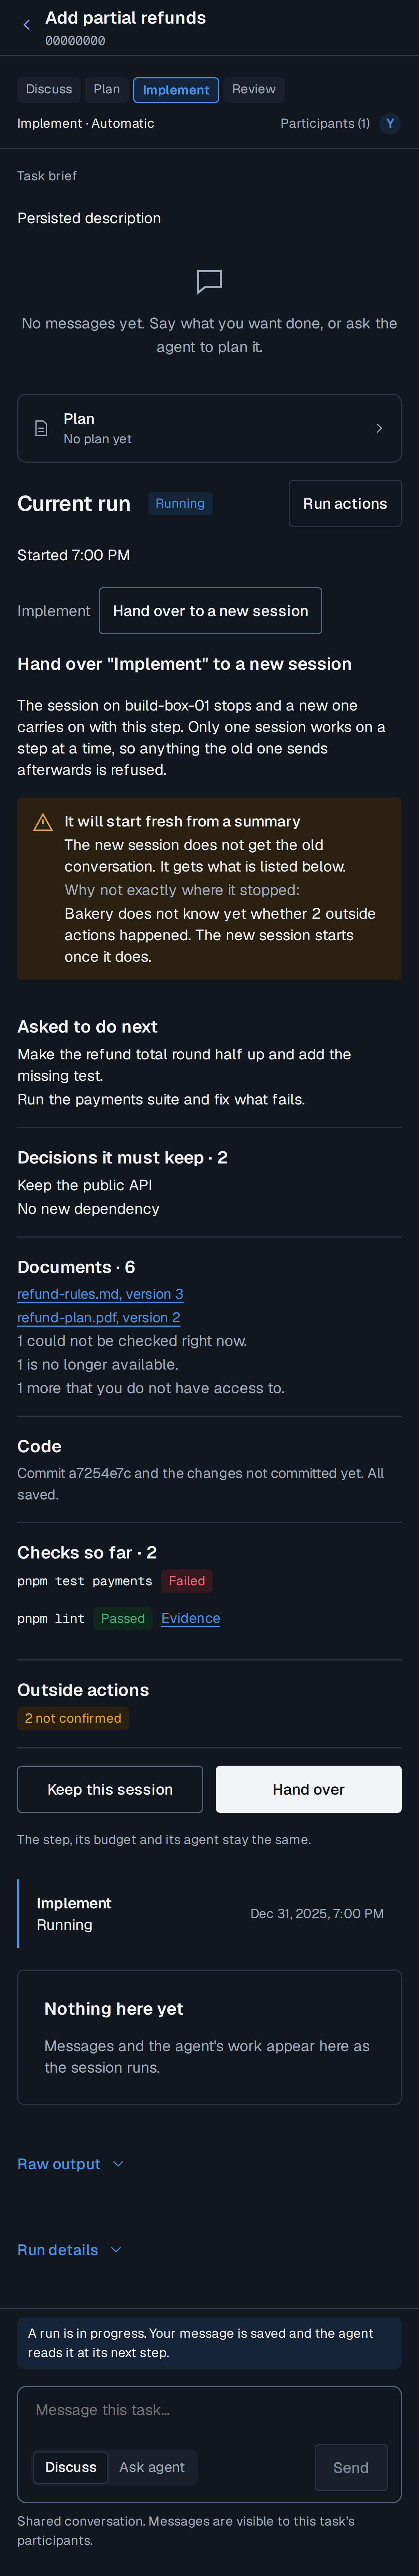 Add partial refunds
00000000
Discuss
Plan
Implement
Review
Implement · Automatic
Participants (1)
Y
Task brief
Persisted description
No messages yet. Say what you want done, or ask the
agent to plan it.
Plan
No plan yet
Current run
Running
Run actions
Started 7:00 PM
Implement
Hand over to a new session
Hand over "Implement" to a new session
The session on build-box-01 stops and a new one
carries on with this step. Only one session works on a
step at a time, so anything the old one sends
afterwards is refused.
It will start fresh from a summary
The new session does not get the old
conversation. It gets what is listed below.
Why not exactly where it stopped:
Bakery does not know yet whether 2 outside
actions happened. The new session starts
once it does.
Asked to do next
Make the refund total round half up and add the
missing test.
Run the payments suite and fix what fails.
Decisions it must keep · 2
Keep the public API
No new dependency
Documents · 6
refund-rules.md, version 3
refund-plan.pdf, version 2
1 could not be checked right now.
1 is no longer available.
1 more that you do not have access to.
Code
Commit a7254e7c and the changes not committed yet. All
saved.
Checks so far · 2
pnpm test payments
Failed
pnpm lint
Passed
Evidence
Outside actions
2 not confirmed
Keep this session
Hand over
The step, its budget and its agent stay the same.
Implement
Running
Dec 31, 2025, 7:00 PM
Nothing here yet
Messages and the agent's work appear here as
the session runs.
Raw output
Run details
A run is in progress. Your message is saved and the agent
reads it at its next step.
Message this task...
Discuss
Ask agent
Send
Shared conversation. Messages are visible to this task's
participants.